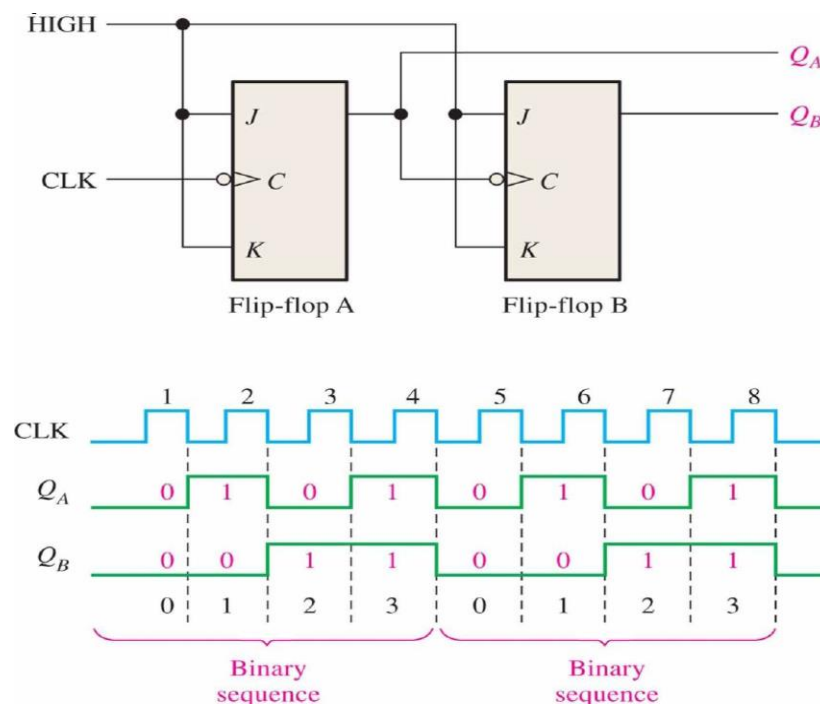 HIGH
Q_A
J J Q_B
CLK C C
K K
Flip-flop A Flip-flop B
1 2 3 4 5 6 7 8
CLK
Q_A 0 1 0 1 0 1 0 1
Q_B 0 0 1 1 0 0 1 1
0 1 2 3 0 1 2 3
Binary Binary
sequence sequence